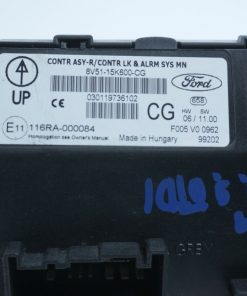 CONTR ASY-R/CONTR LK & ALRM SYS MN
8V51-15K600-CG
Ford
UP
030119736102
CG
658
HW SW
06 / 11.00
E11 116RA-000084
F005 V0 0962
Homologation see Owner's Manual
Made in Hungary
99202
CE